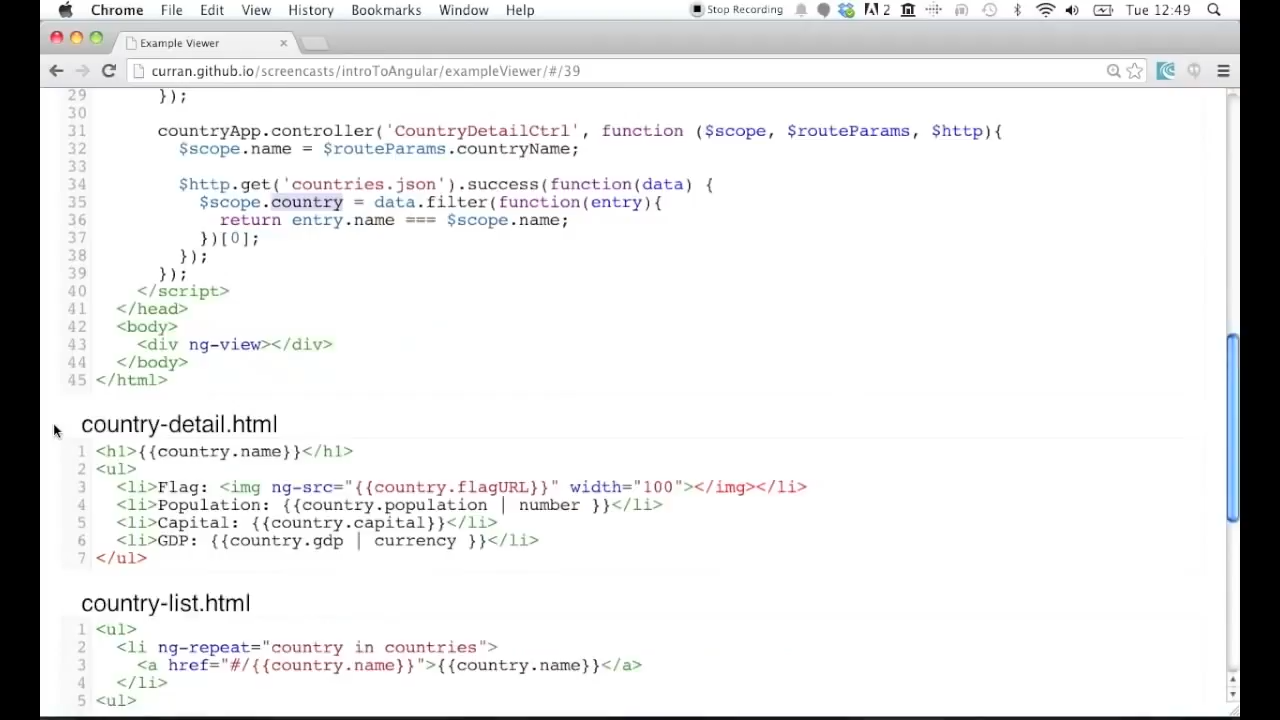 Chrome File Edit View History Bookmarks Window Help Stop Recording 2 Tue 12:49
Example Viewer
curran.github.io/screencasts/introToAngular/exampleViewer/#/39
29 });
30
31 countryApp.controller('CountryDetailCtrl', function ($scope, $routeParams, $http){
32 $scope.name = $routeParams.countryName;
33
34 $http.get('countries.json').success(function(data) {
35 $scope.country = data.filter(function(entry){
36 return entry.name === $scope.name;
37 })[0];
38 });
39 });
40 </script>
41 </head>
42 <body>
43 <div ng-view></div>
44 </body>
45 </html>
country-detail.html
1 <h1>{{country.name}}</h1>
2 <ul>
3 <li>Flag: <img ng-src="{{country.flagURL}}" width="100"></img></li>
4 <li>Population: {{country.population | number }}</li>
5 <li>Capital: {{country.capital}}</li>
6 <li>GDP: {{country.gdp | currency }}</li>
7 </ul>
country-list.html
1 <ul>
2 <li ng-repeat="country in countries">
3 <a href="#/{{country.name}}">{{country.name}}</a>
4 </li>
5 <ul>